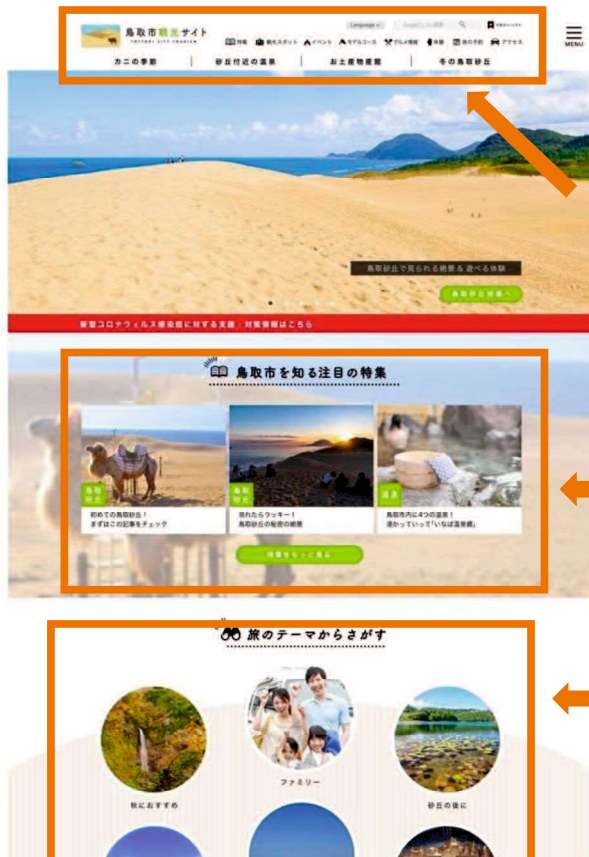 Language
鳥取市観光サイト
TOTTORI CITY TOURISM
特集 観光スポット イベント モデルコース グルメ情報 体験 旅の予約 アクセス
MENU
カニの季節 砂丘付近の温泉 お土産物産館 冬の鳥取砂丘
鳥取砂丘で見られる絶景&遊べる体験
鳥取砂丘特集へ
新型コロナウィルス感染症に対する支援・対策情報はこちら
鳥取市を知る注目の特集
鳥取
砂丘
初めての鳥取砂丘!
まずはこの記事をチェック
鳥取
砂丘
見れたらラッキー!
鳥取砂丘の秘密の絶景
温泉
鳥取市内に4つの温泉!
浸かっていって「いなば温泉郷」
特集をもっと見る
旅のテーマからさがす
秋におすすめ
ファミリー
砂丘の後に